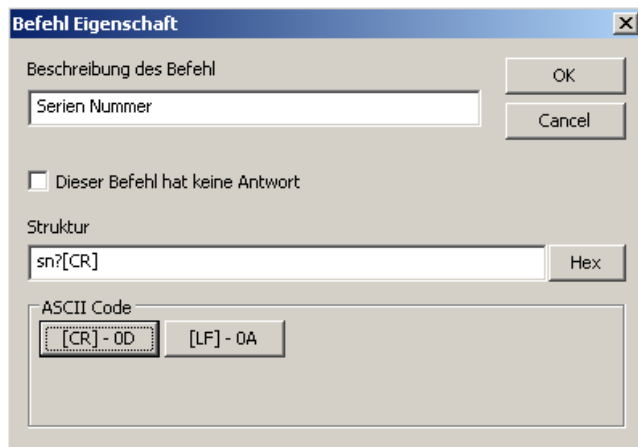 Befehl Eigenschaft
Beschreibung des Befehl
OK
Serien Nummer
Cancel
Dieser Befehl hat keine Antwort
Struktur
sn?[CR]
Hex
ASCII Code
[CR] - 0D
[LF] - 0A